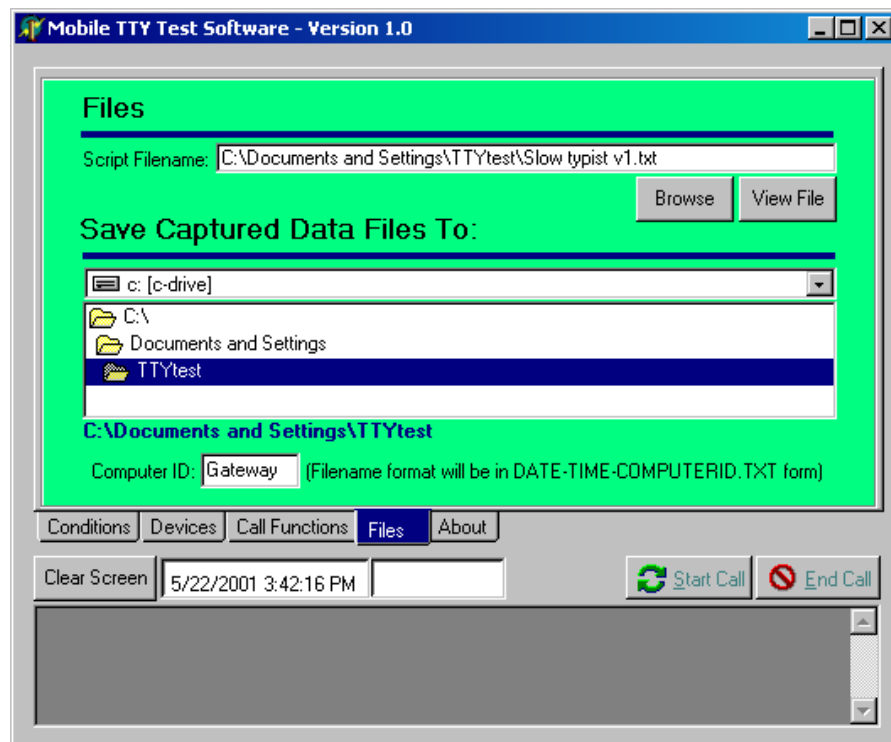 Mobile TTY Test Software - Version 1.0
Files
Script Filename: C:\Documents and Settings\TTYtest\Slow typist v1.txt
Browse View File
Save Captured Data Files To:
c: [c-drive]
C:\
Documents and Settings
TTYtest
C:\Documents and Settings\TTYtest
Computer ID: Gateway (Filename format will be in DATE-TIME-COMPUTERID.TXT form)
Conditions Devices Call Functions Files About
Clear Screen 5/22/2001 3:42:16 PM Start Call End Call